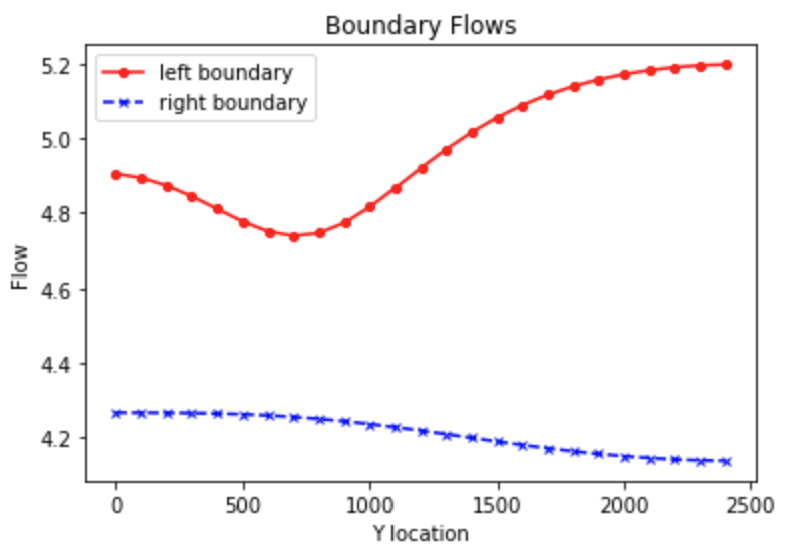 Boundary Flows
left boundary
right boundary
5.2
5.0
4.8
4.6
4.4
4.2
Flow
0 500 1000 1500 2000 2500
Y location